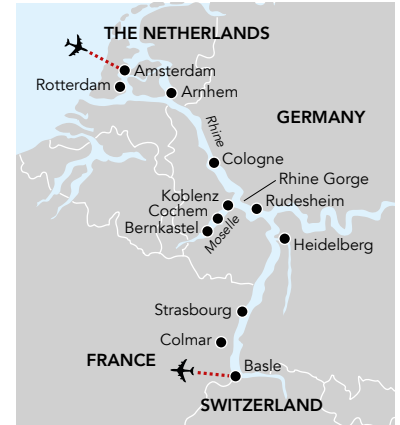 THE NETHERLANDS
Amsterdam
Rotterdam
Arnhem
GERMANY
Rhine
Cologne
Rhine Gorge
Koblenz
Rudesheim
Cochem
Bernkastel
Moselle
Heidelberg
Strasbourg
Colmar
FRANCE
Basle
SWITZERLAND